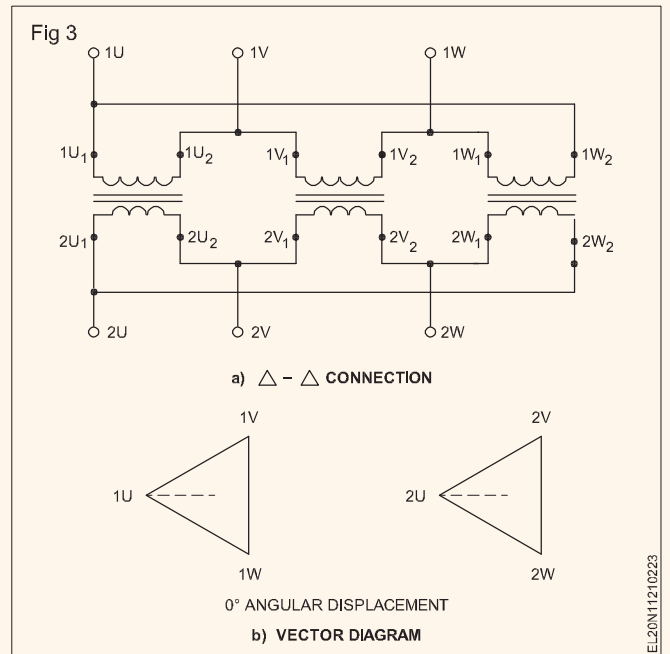 Fig 3
1U 1V 1W
1U1 1U2 1V1 1V2 1W1 1W2
2U1 2U2 2V1 2V2 2W1 2W2
2U 2V 2W
a) △ – △ CONNECTION
1V 2V
1U 2U
1W 2W
0° ANGULAR DISPLACEMENT
b) VECTOR DIAGRAM
EL20N11210223